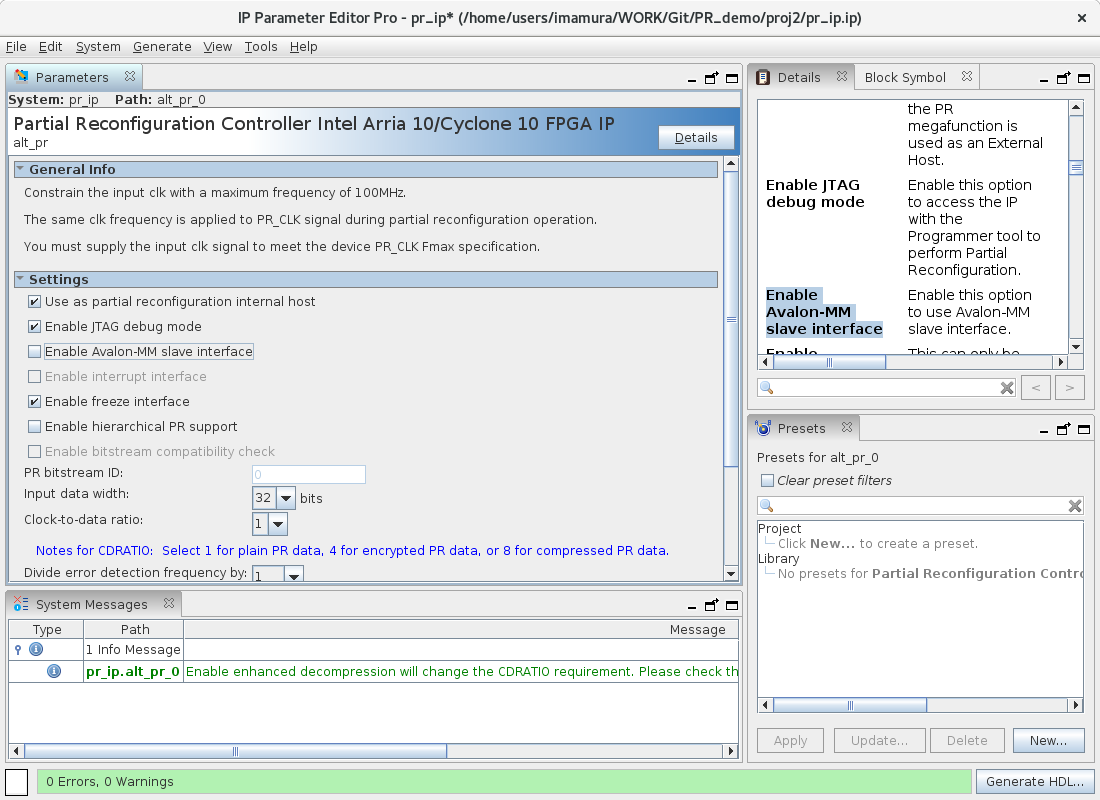 IP Parameter Editor Pro - pr_ip* (/home/users/imamura/WORK/Git/PR_demo/proj2/pr_ip.ip)
File Edit System Generate View Tools Help
Parameters
System: pr_ip Path: alt_pr_0
Partial Reconfiguration Controller Intel Arria 10/Cyclone 10 FPGA IP
alt_pr
Details
General Info
Constrain the input clk with a maximum frequency of 100MHz.
The same clk frequency is applied to PR_CLK signal during partial reconfiguration operation.
You must supply the input clk signal to meet the device PR_CLK Fmax specification.
Settings
Use as partial reconfiguration internal host
Enable JTAG debug mode
Enable Avalon-MM slave interface
Enable interrupt interface
Enable freeze interface
Enable hierarchical PR support
Enable bitstream compatibility check
PR bitstream ID: 0
Input data width: 32 bits
Clock-to-data ratio: 1
Notes for CDRATIO: Select 1 for plain PR data, 4 for encrypted PR data, or 8 for compressed PR data.
Divide error detection frequency by: 1
System Messages
Type Path Message
1 Info Message
pr_ip.alt_pr_0 Enable enhanced decompression will change the CDRATIO requirement. Please check th
0 Errors, 0 Warnings
Details Block Symbol
the PR
megafunction is
used as an External
Host.
Enable JTAG
debug mode
Enable this option
to access the IP
with the
Programmer tool to
perform Partial
Reconfiguration.
Enable
Avalon-MM
slave interface
Enable this option
to use Avalon-MM
slave interface.
Enable
This can only be
< >
Presets
Presets for alt_pr_0
Clear preset filters
Project
Click New... to create a preset.
Library
No presets for Partial Reconfiguration Contro
Apply Update... Delete New...
Generate HDL...